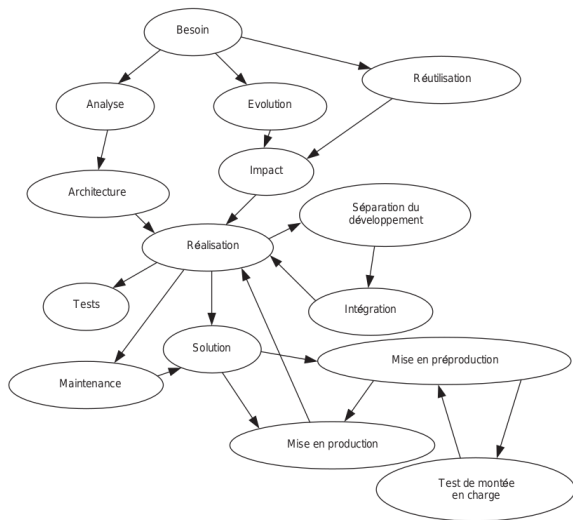 Besoin
Réutilisation
Analyse
Evolution
Impact
Architecture
Séparation du
développement
Réalisation
Tests
Intégration
Solution
Mise en préproduction
Maintenance
Mise en production
Test de montée
en charge